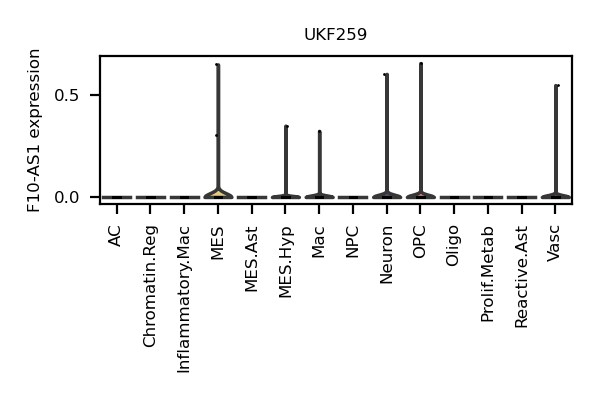 UKF259
F10-AS1 expression
0.5
0.0
AC
Chromatin.Reg
Inflammatory.Mac
MES
MES.Ast
MES.Hyp
Mac
NPC
Neuron
OPC
Oligo
Prolif.Metab
Reactive.Ast
Vasc